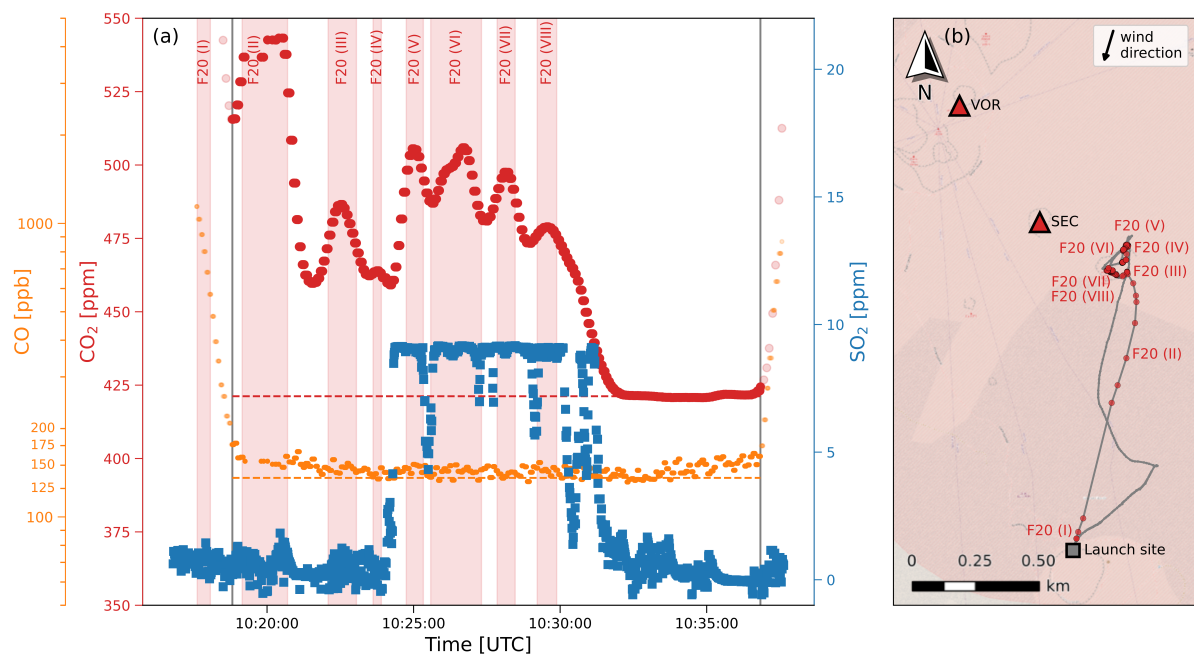 (a)
F20 (I)
F20 (II)
F20 (III)
F20 (IV)
F20 (V)
F20 (VI)
F20 (VII)
F20 (VIII)
CO [ppb]
1000
200
175
150
125
100
CO₂ [ppm]
550
525
500
475
450
425
400
375
350
SO₂ [ppm]
20
15
10
5
0
10:20:00
10:25:00
10:30:00
10:35:00
Time [UTC]
(b)
wind
direction
N
VOR
SEC
F20 (V)
F20 (VI)
F20 (IV)
F20 (III)
F20 (VII)
F20 (VIII)
F20 (II)
F20 (I)
Launch site
0
0.25
0.50
km